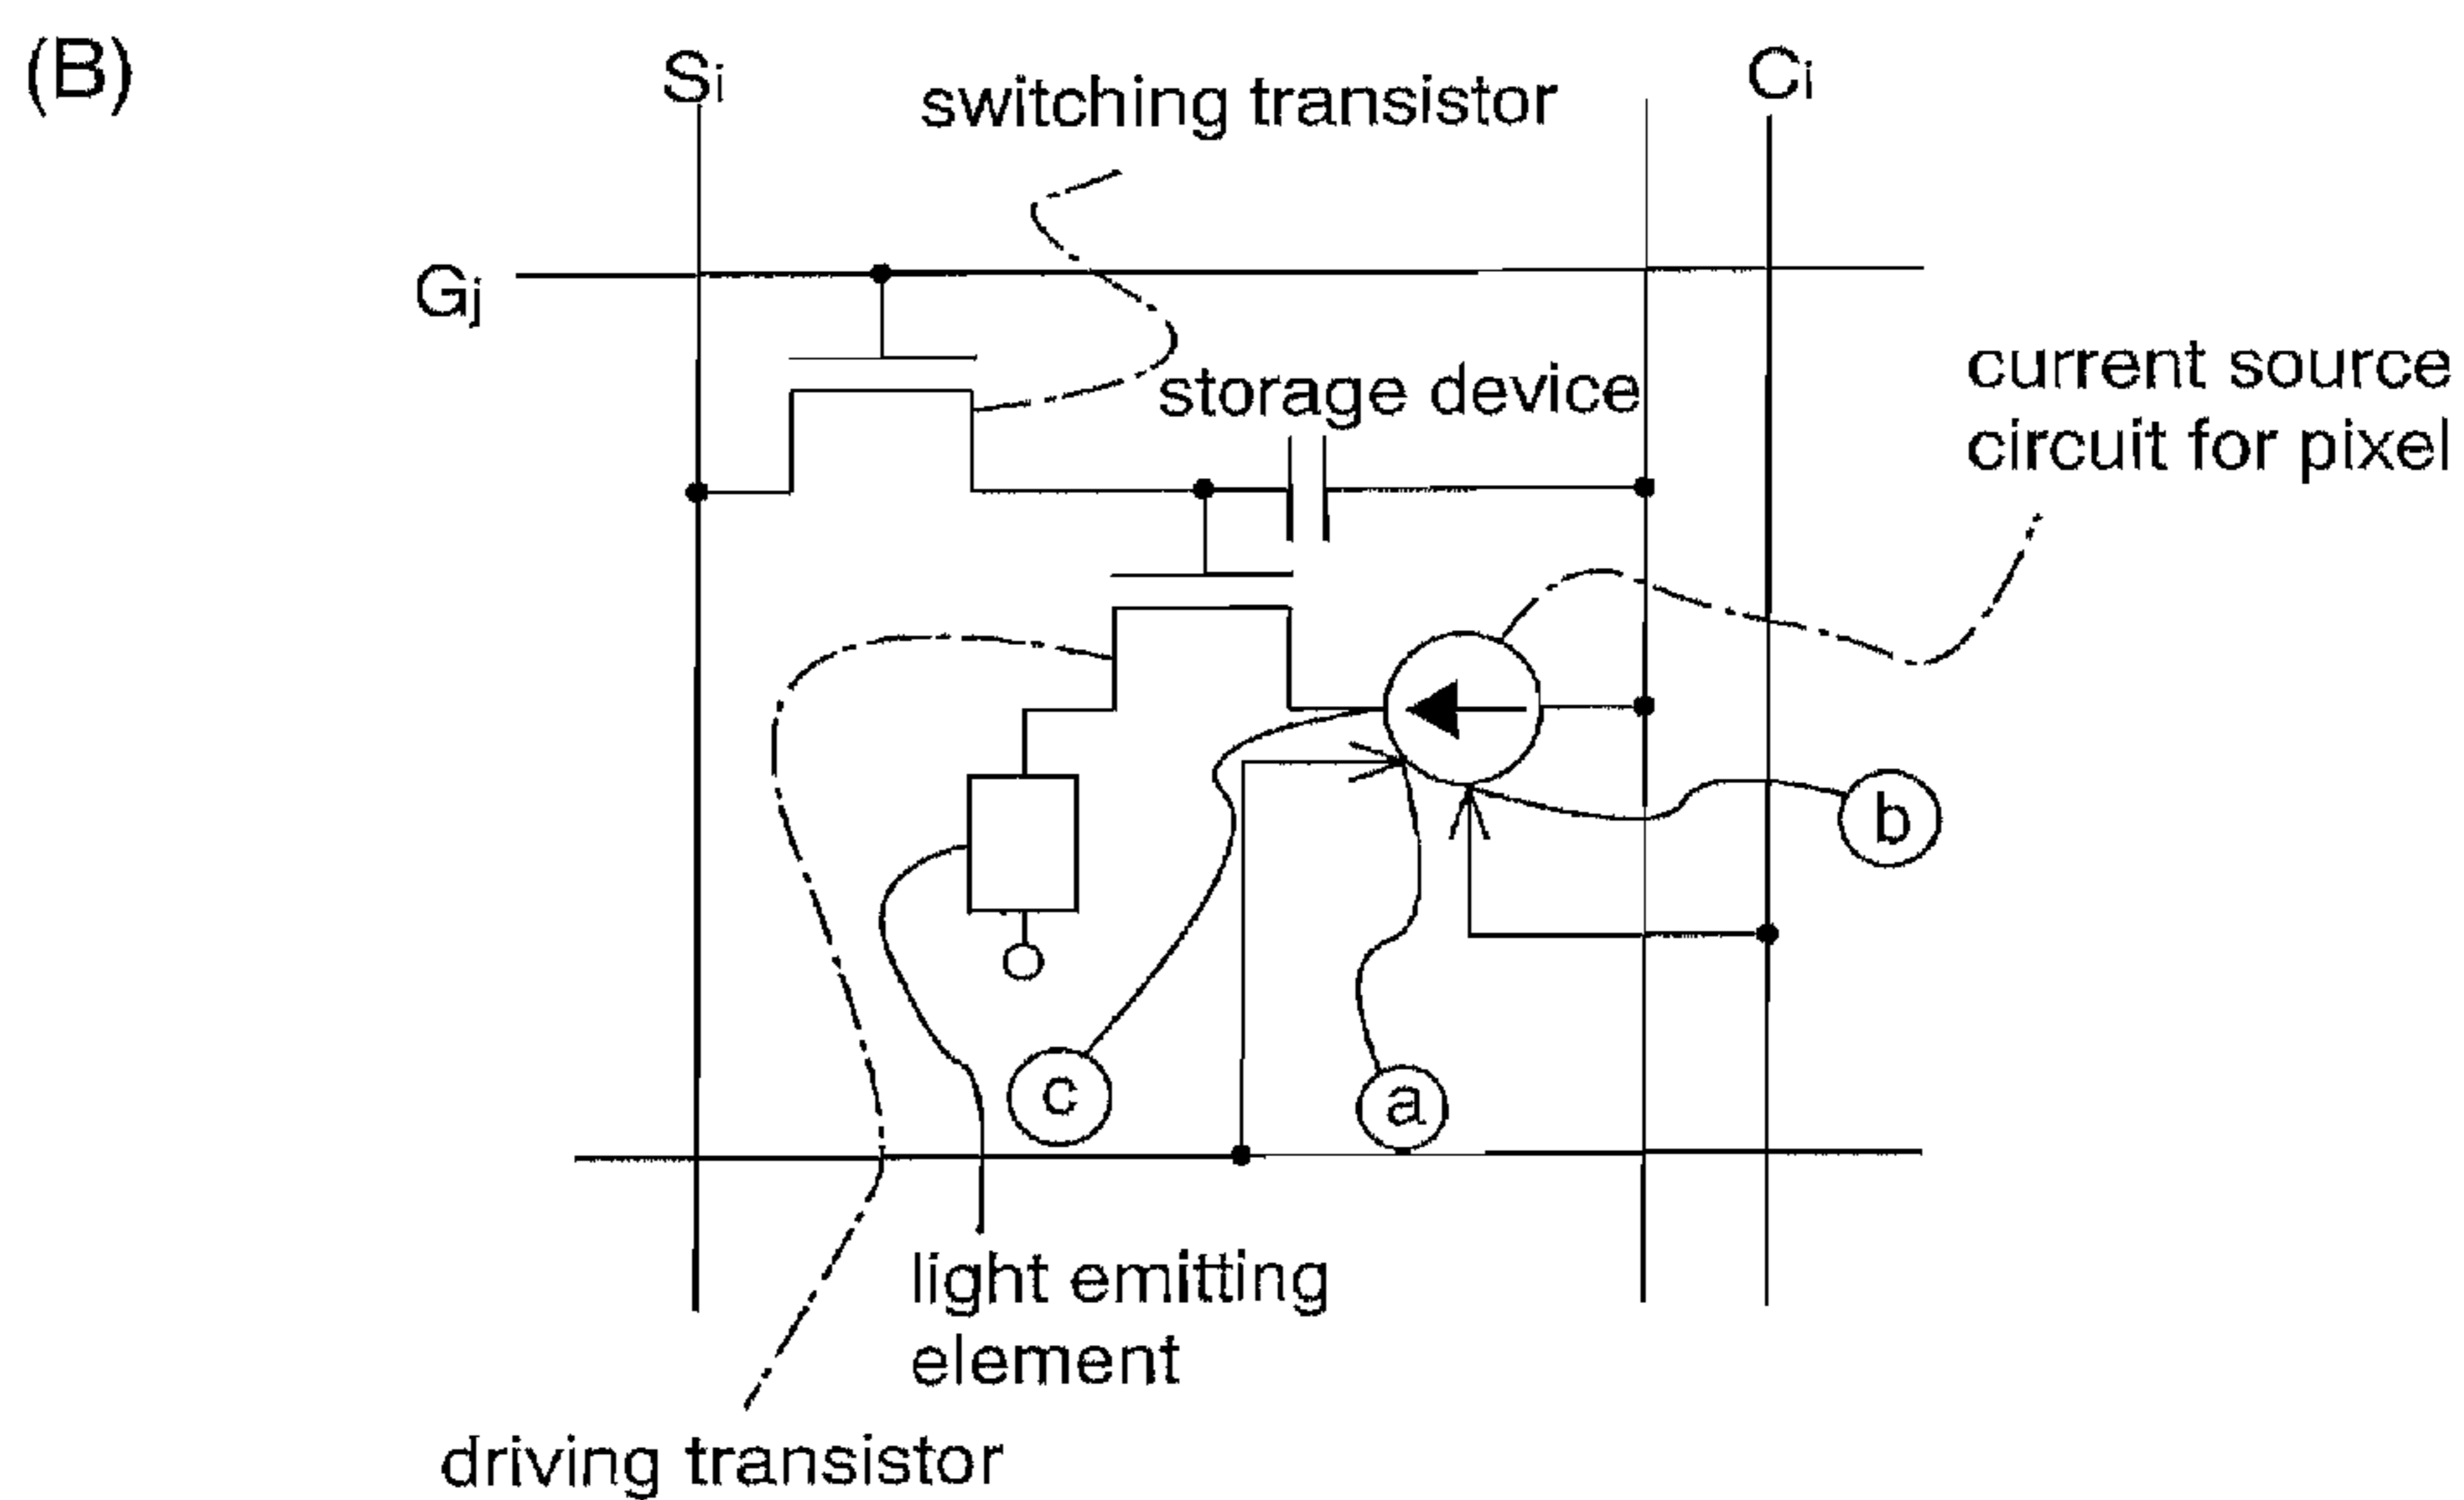 (B)
Si
switching transistor
Ci
Gj
storage device
current source
circuit for pixel
b
c
a
light emitting
element
driving transistor